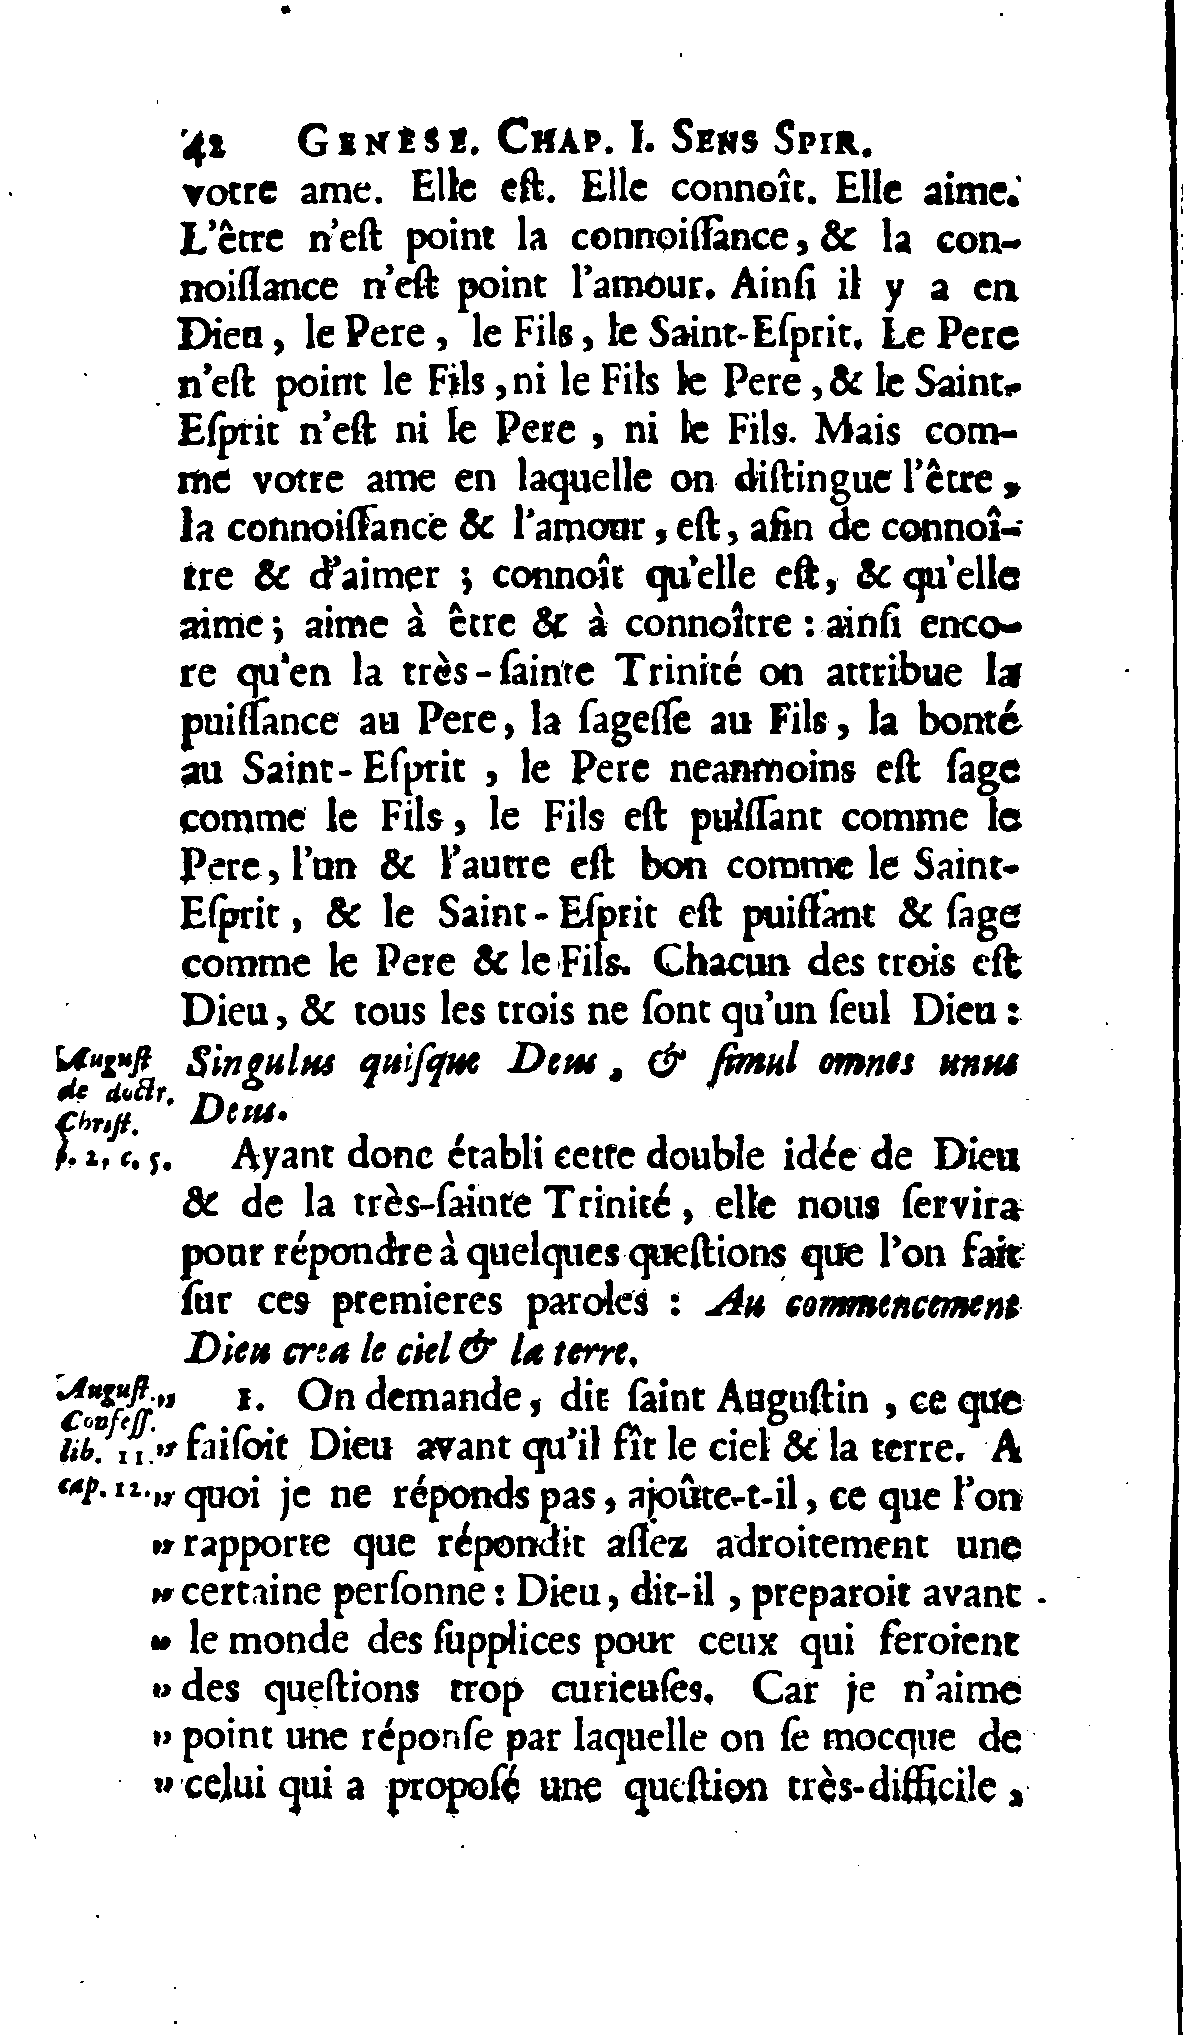 42 GENESE. CHAP. I. SENS SPIR.
votre ame. Elle eſt. Elle connoît. Elle aime.
L'être n'eſt point la connoiſſance, & la con-
noiſſance n'eſt point l'amour. Ainſi il y a en
Dieu, le Pere, le Fils, le Saint-Eſprit. Le Pere
n'eſt point le Fils, ni le Fils le Pere, & le Saint-
Eſprit n'eſt ni le Pere, ni le Fils. Mais com-
me votre ame en laquelle on diſtingue l'être,
la connoiſſance & l'amour, eſt, afin de connoî-
tre & d'aimer; connoît qu'elle eſt, & qu'elle
aime; aime à être & à connoître: ainſi enco-
re qu'en la très-ſainte Trinité on attribue la
puiſſance au Pere, la ſageſſe au Fils, la bonté
au Saint-Eſprit, le Pere neanmoins eſt ſage
comme le Fils, le Fils eſt puiſſant comme le
Pere, l'un & l'autre eſt bon comme le Saint-
Eſprit, & le Saint-Eſprit eſt puiſſant & ſage
comme le Pere & le Fils. Chacun des trois eſt
Dieu, & tous les trois ne ſont qu'un ſeul Dieu:
Auguſt Singulus quiſque Deus, & ſimul omnes unus
de doctr.
Chriſt. Deus.
l. 2, c. 5. Ayant donc établi cette double idée de Dieu
& de la très-ſainte Trinité, elle nous ſervira
pour répondre à quelques queſtions que l'on fait
ſur ces premieres paroles: Au commencement
Dieu crea le ciel & la terre.
Auguſt. „ 1. On demande, dit ſaint Auguſtin, ce que
Confeſſ.
lib. 11. „ faiſoit Dieu avant qu'il fît le ciel & la terre. A
cap. 12. „ quoi je ne réponds pas, ajoûte-t-il, ce que l'on
„ rapporte que répondit aſſez adroitement une
„ certaine perſonne: Dieu, dit-il, preparoit avant
„ le monde des ſupplices pour ceux qui feroient
„ des queſtions trop curieuſes. Car je n'aime
„ point une réponſe par laquelle on ſe mocque de
„ celui qui a propoſé une queſtion très-difficile,